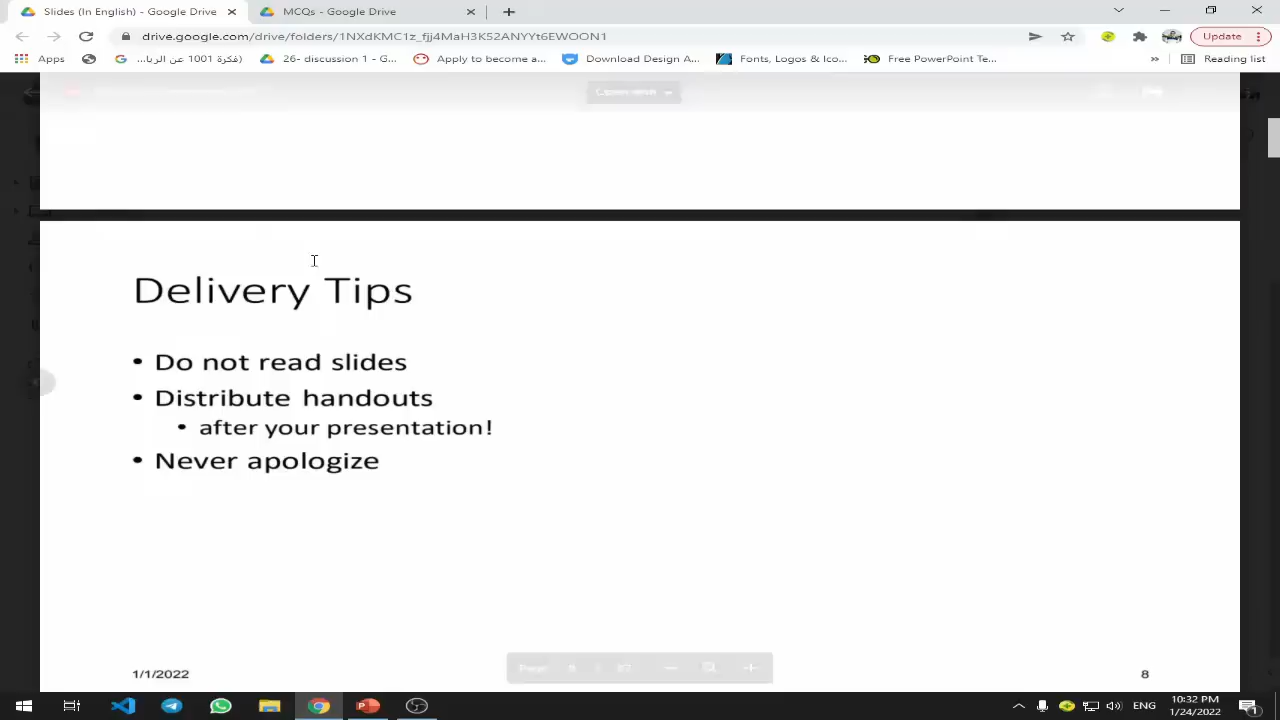 Slides (In English) - Google Drive
MCQs - Google Drive
drive.google.com/drive/folders/1NXdKMC1z_fjj4MaH3K52ANYYt6EWOON1
Update
Apps
...فكرة 1001 عن الربا)
26- discussion 1 - G...
Apply to become a...
Download Design A...
Fonts, Logos & Ico...
Free PowerPoint Te...
Reading list
Delivery Tips
• Do not read slides
• Distribute handouts
• after your presentation!
• Never apologize
1/1/2022
Page
8
ENG
10:32 PM
1/24/2022